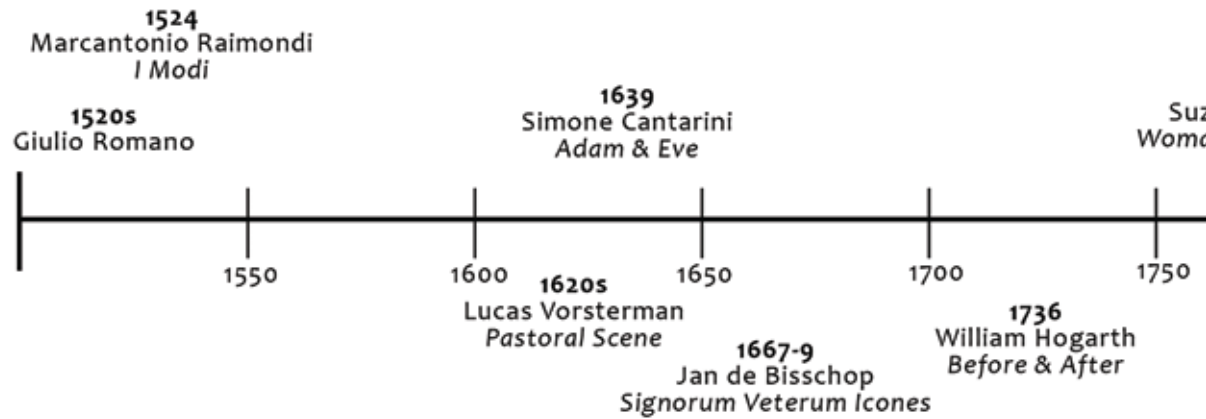 1524
Marcantonio Raimondi
I Modi
1520s
Giulio Romano
1639
Simone Cantarini
Adam & Eve
1550
1600
1650
1700
1750
1620s
Lucas Vorsterman
Pastoral Scene
1667-9
Jan de Bisschop
Signorum Veterum Icones
1736
William Hogarth
Before & After